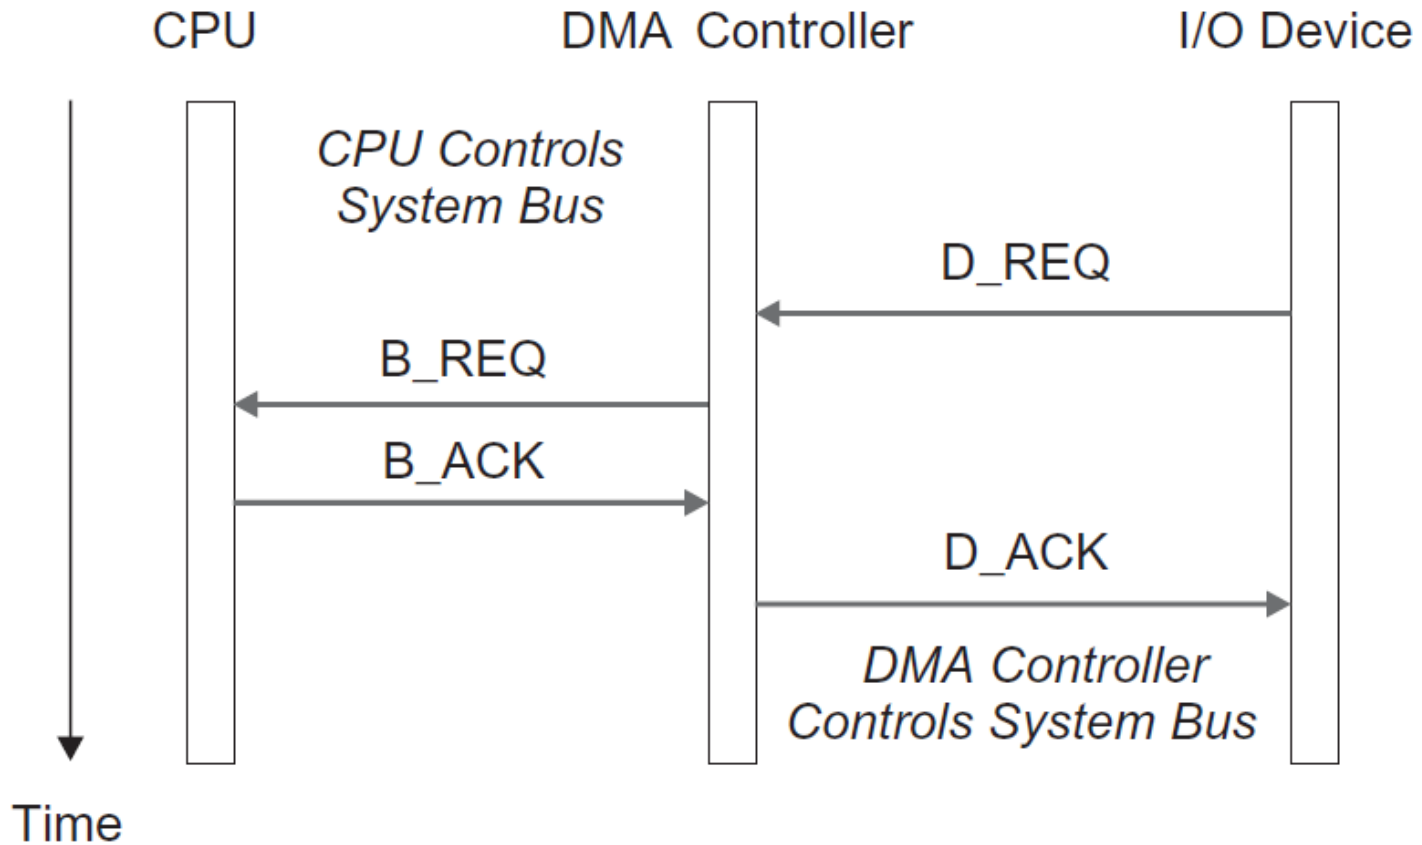 CPU
DMA Controller
I/O Device
CPU Controls
System Bus
D_REQ
B_REQ
B_ACK
D_ACK
DMA Controller
Controls System Bus
Time